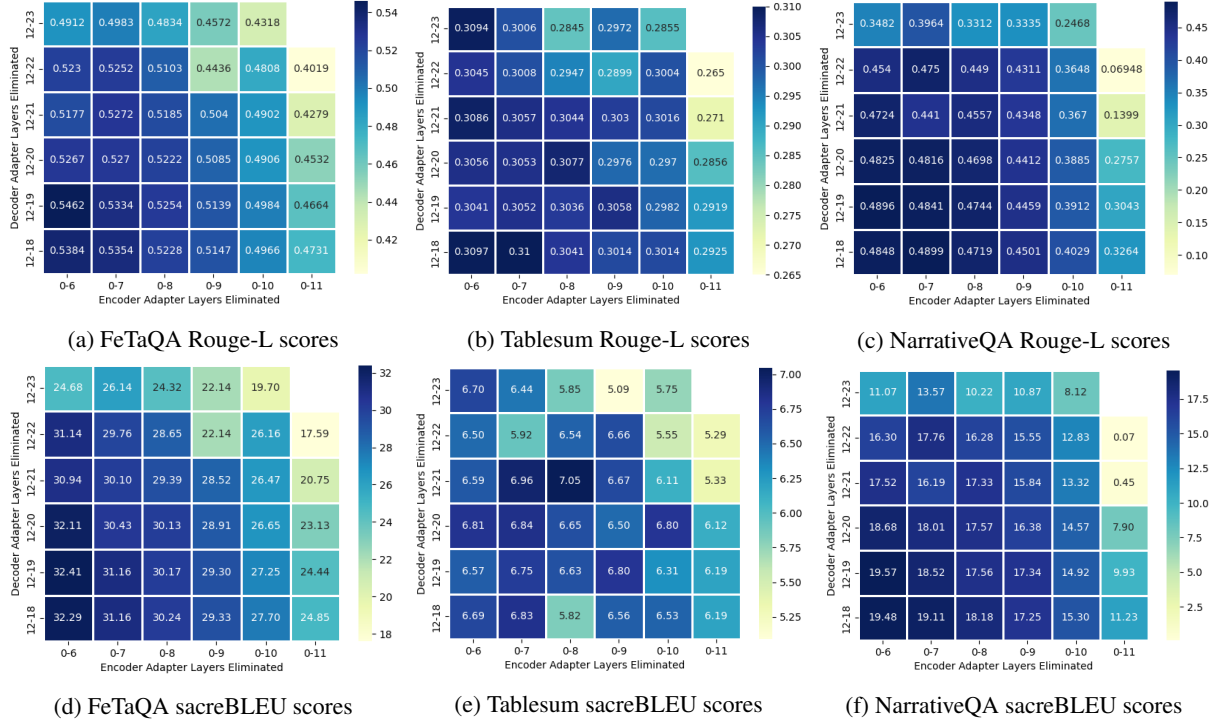 12-23 0.4912 0.4983 0.4834 0.4572 0.4318
12-22 0.523 0.5252 0.5103 0.4436 0.4808 0.4019
12-21 0.5177 0.5272 0.5185 0.504 0.4902 0.4279
12-20 0.5267 0.527 0.5222 0.5085 0.4906 0.4532
12-19 0.5462 0.5334 0.5254 0.5139 0.4984 0.4664
12-18 0.5384 0.5354 0.5228 0.5147 0.4966 0.4731
0-6 0-7 0-8 0-9 0-10 0-11
Encoder Adapter Layers Eliminated
Decoder Adapter Layers Eliminated
0.54
0.52
0.50
0.48
0.46
0.44
0.42
(a) FeTaQA Rouge-L scores
12-23 0.3094 0.3006 0.2845 0.2972 0.2855
12-22 0.3045 0.3008 0.2947 0.2899 0.3004 0.265
12-21 0.3086 0.3057 0.3044 0.303 0.3016 0.271
12-20 0.3056 0.3053 0.3077 0.2976 0.297 0.2856
12-19 0.3041 0.3052 0.3036 0.3058 0.2982 0.2919
12-18 0.3097 0.31 0.3041 0.3014 0.3014 0.2925
0-6 0-7 0-8 0-9 0-10 0-11
Encoder Adapter Layers Eliminated
Decoder Adapter Layers Eliminated
0.310
0.305
0.300
0.295
0.290
0.285
0.280
0.275
0.270
0.265
(b) Tablesum Rouge-L scores
12-23 0.3482 0.3964 0.3312 0.3335 0.2468
12-22 0.454 0.475 0.449 0.4311 0.3648 0.06948
12-21 0.4724 0.441 0.4557 0.4348 0.367 0.1399
12-20 0.4825 0.4816 0.4698 0.4412 0.3885 0.2757
12-19 0.4896 0.4841 0.4744 0.4459 0.3912 0.3043
12-18 0.4848 0.4899 0.4719 0.4501 0.4029 0.3264
0-6 0-7 0-8 0-9 0-10 0-11
Encoder Adapter Layers Eliminated
Decoder Adapter Layers Eliminated
0.45
0.40
0.35
0.30
0.25
0.20
0.15
0.10
(c) NarrativeQA Rouge-L scores
12-23 24.68 26.14 24.32 22.14 19.70
12-22 31.14 29.76 28.65 22.14 26.16 17.59
12-21 30.94 30.10 29.39 28.52 26.47 20.75
12-20 32.11 30.43 30.13 28.91 26.65 23.13
12-19 32.41 31.16 30.17 29.30 27.25 24.44
12-18 32.29 31.16 30.24 29.33 27.70 24.85
0-6 0-7 0-8 0-9 0-10 0-11
Encoder Adapter Layers Eliminated
Decoder Adapter Layers Eliminated
32
30
28
26
24
22
20
18
(d) FeTaQA sacreBLEU scores
12-23 6.70 6.44 5.85 5.09 5.75
12-22 6.50 5.92 6.54 6.66 5.55 5.29
12-21 6.59 6.96 7.05 6.67 6.11 5.33
12-20 6.81 6.84 6.65 6.50 6.80 6.12
12-19 6.57 6.75 6.63 6.80 6.31 6.19
12-18 6.69 6.83 5.82 6.56 6.53 6.19
0-6 0-7 0-8 0-9 0-10 0-11
Encoder Adapter Layers Eliminated
Decoder Adapter Layers Eliminated
7.00
6.75
6.50
6.25
6.00
5.75
5.50
5.25
(e) Tablesum sacreBLEU scores
12-23 11.07 13.57 10.22 10.87 8.12
12-22 16.30 17.76 16.28 15.55 12.83 0.07
12-21 17.52 16.19 17.33 15.84 13.32 0.45
12-20 18.68 18.01 17.57 16.38 14.57 7.90
12-19 19.57 18.52 17.56 17.34 14.92 9.93
12-18 19.48 19.11 18.18 17.25 15.30 11.23
0-6 0-7 0-8 0-9 0-10 0-11
Encoder Adapter Layers Eliminated
Decoder Adapter Layers Eliminated
17.5
15.0
12.5
10.0
7.5
5.0
2.5
(f) NarrativeQA sacreBLEU scores